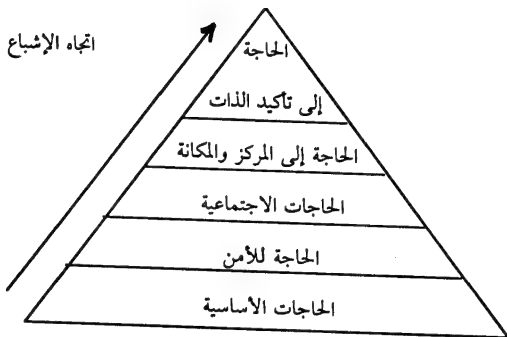 اتجاه الإشباع
الحاجة
إلى تأكيد الذات
الحاجة إلى المركز والمكانة
الحاجات الاجتماعية
الحاجة للأمن
الحاجات الأساسية